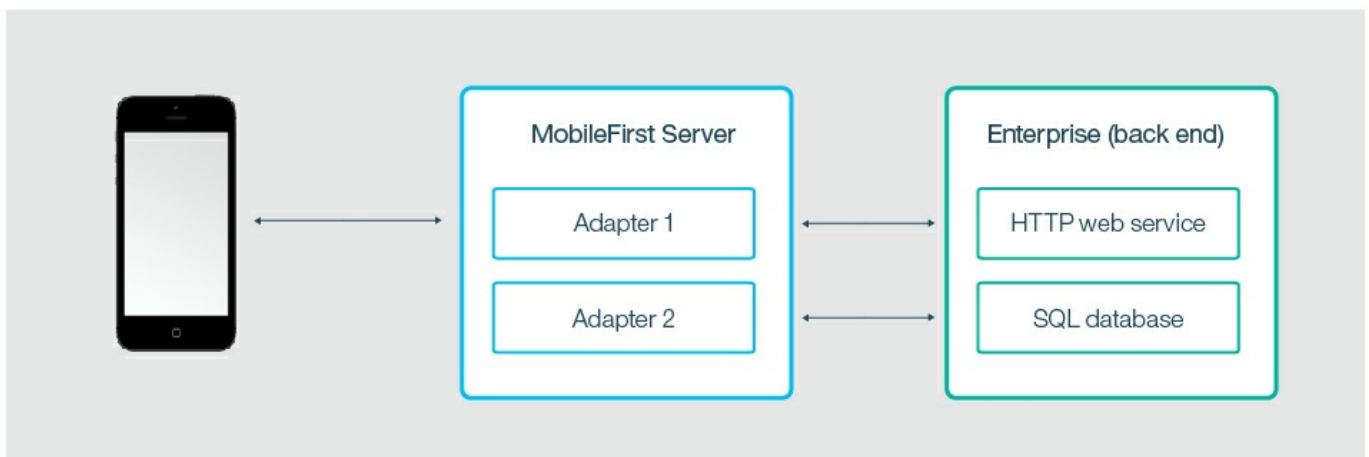 MobileFirst Server
Adapter 1
Adapter 2
Enterprise (back end)
HTTP web service
SQL database